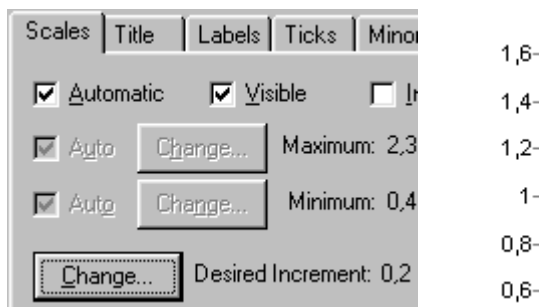 Scales Title Labels Ticks
Automatic Visible
Auto Change... Maximum: 2,3
Auto Change... Minimum: 0,4
Change... Desired Increment: 0,2
1,6
1,4
1,2
1
0,8
0,6